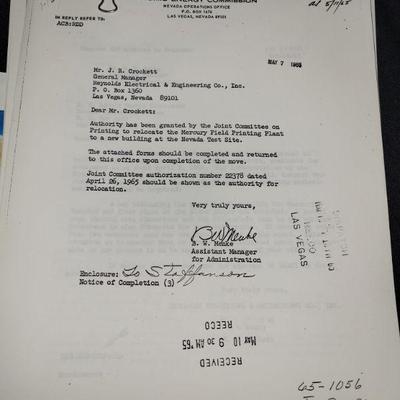 ENERGY COMMISSION
NEVADA OPERATIONS OFFICE
P.O. BOX 1676
LAS VEGAS, NEVADA 89101
IN REPLY REFER TO:
MAY 7 1965
Mr. J. R. Crockett
General Manager
Reynolds Electrical & Engineering Co., Inc.
P. O. Box 1360
Las Vegas, Nevada 89101
Dear Mr. Crockett:
Authority has been granted by the Joint Committee on
Printing to relocate the Mercury Field Printing Plant
to a new building at the Nevada Test Site.
The attached forms should be completed and returned
to this office upon completion of the move.
Joint Committee authorization number 22378 dated
April 26, 1965 should be shown as the authority for
relocation.
Very truly yours,
B. W. Menke
B. W. Menke
Assistant Manager
for Administration
Enclosure: To Staffanson
Notice of Completion (3)
LAS VEGAS
RECEIVED
MAY 10 9 30 AM '65
REECO
65-1056